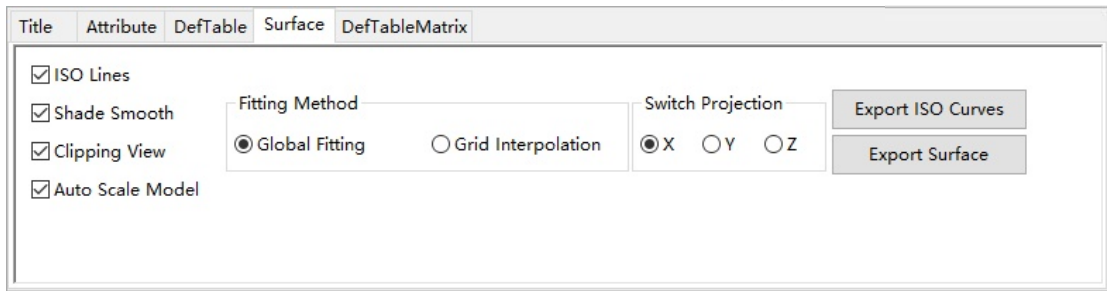 Title Attribute DefTable Surface DefTableMatrix
ISO Lines
Shade Smooth
Clipping View
Auto Scale Model
Fitting Method
Global Fitting Grid Interpolation
Switch Projection
X Y Z
Export ISO Curves
Export Surface